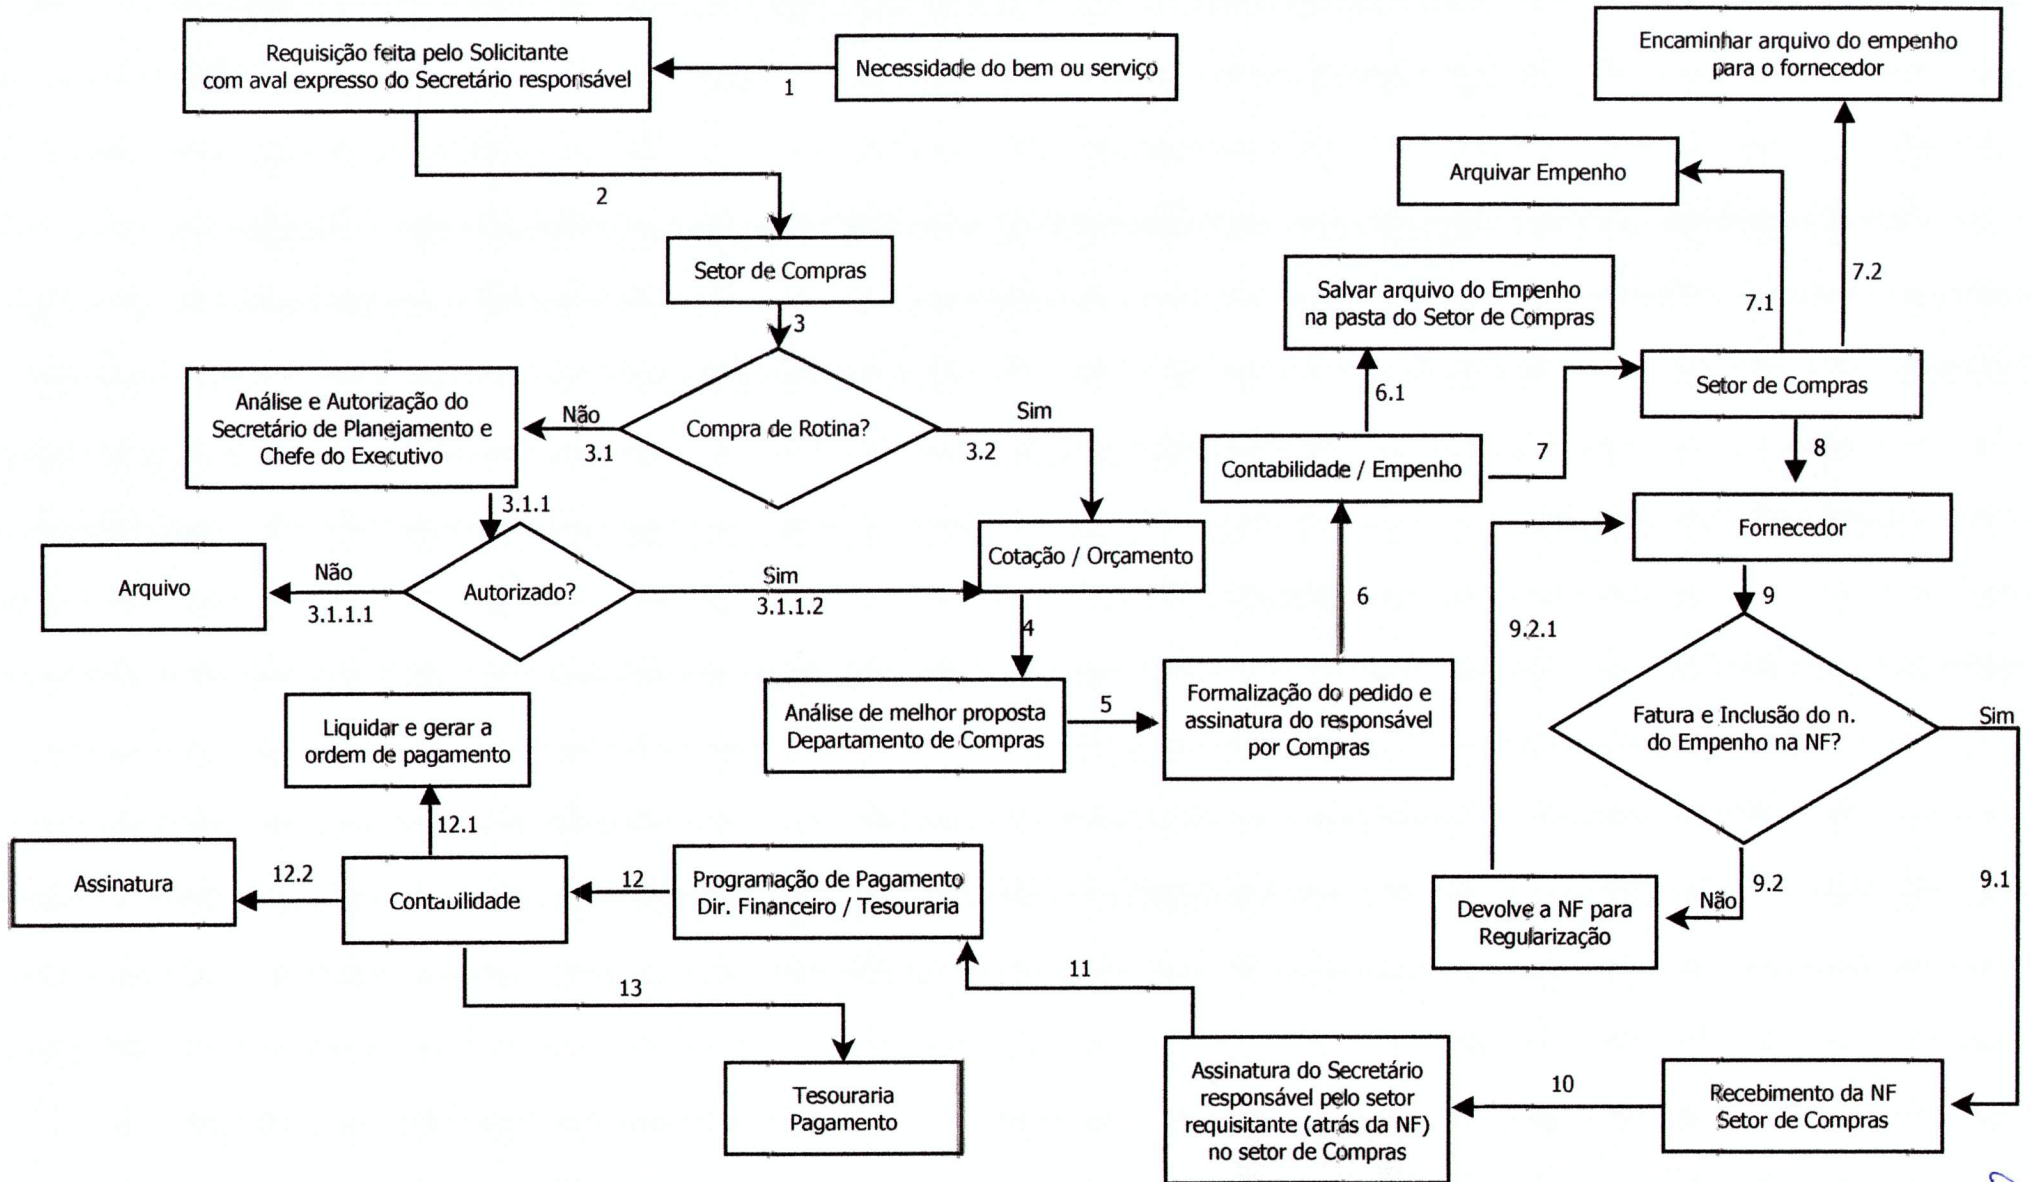 Requisição feita pelo Solicitante
com aval expresso do Secretário responsável
1
Necessidade do bem ou serviço
Encaminhar arquivo do empenho
para o fornecedor
Arquivar Empenho
2
Setor de Compras
3
Salvar arquivo do Empenho
na pasta do Setor de Compras
7.1
7.2
Análise e Autorização do
Secretário de Planejamento e
Chefe do Executivo
Não
3.1
Compra de Rotina?
Sim
3.2
6.1
Setor de Compras
Contabilidade / Empenho
7
8
3.1.1
Arquivo
Não
3.1.1.1
Autorizado?
Sim
3.1.1.2
Cotação / Orçamento
Fornecedor
4
6
9.2.1
9
Análise de melhor proposta
Departamento de Compras
5
Formalização do pedido e
assinatura do responsável
por Compras
Fatura e Inclusão do n.
do Empenho na NF?
Sim
9.1
Liquidar e gerar a
ordem de pagamento
12.1
Assinatura
12.2
Contabilidade
12
Programação de Pagamento
Dir. Financeiro / Tesouraria
Devolve a NF para
Regularização
Não
9.2
13
11
Tesouraria
Pagamento
Assinatura do Secretário
responsável pelo setor
requisitante (atrás da NF)
no setor de Compras
10
Recebimento da NF
Setor de Compras